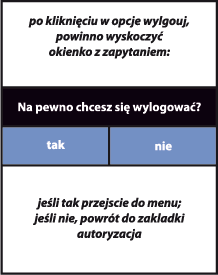 po kliknięciu w opcje wylgouj,
powinno wyskoczyć
okienko z zapytaniem:
Na pewno chcesz się wylogować?
tak
nie
jeśli tak przejscie do menu;
jeśli nie, powrót do zakladki
autoryzacja